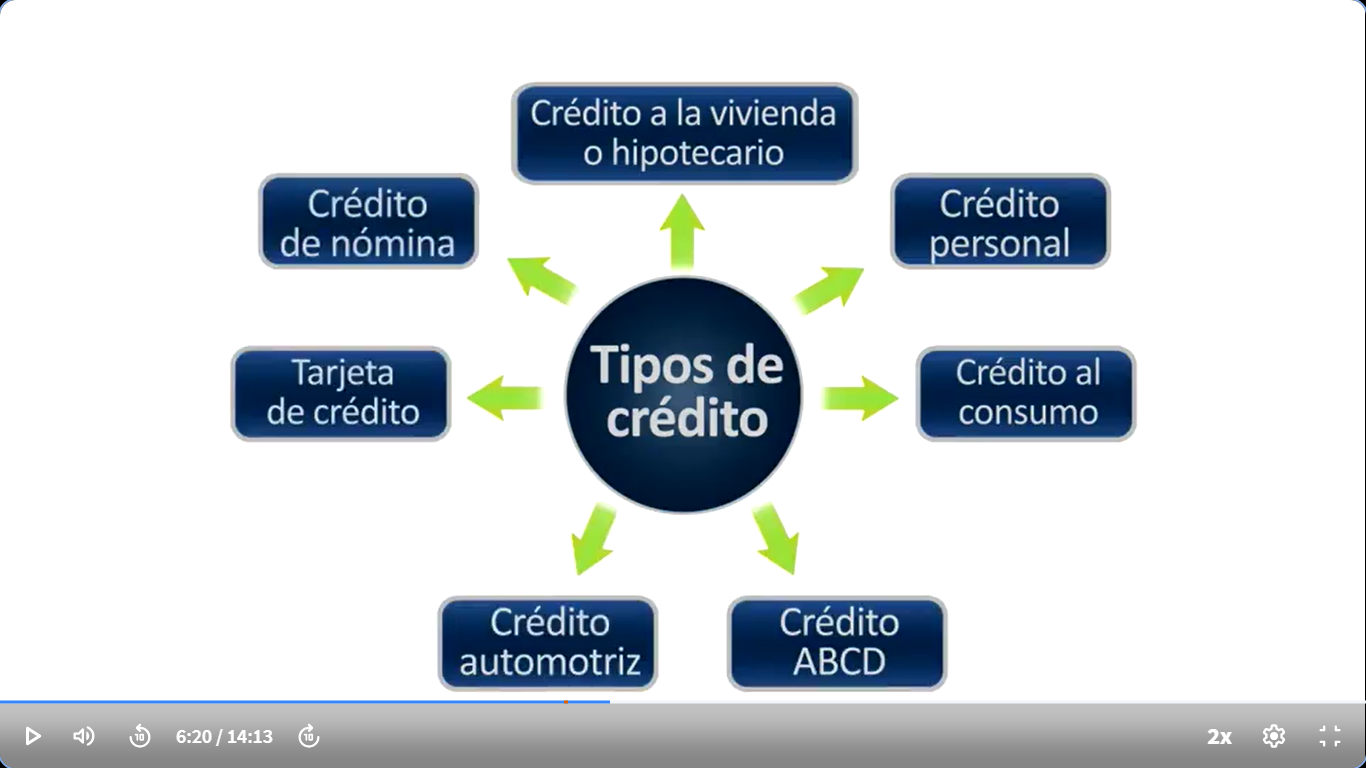 Crédito a la vivienda
o hipotecario
Crédito
de nómina
Crédito
personal
Tipos de
crédito
Tarjeta
de crédito
Crédito al
consumo
Crédito
automotriz
Crédito
ABCD
10
6:20 / 14:13
10
2x